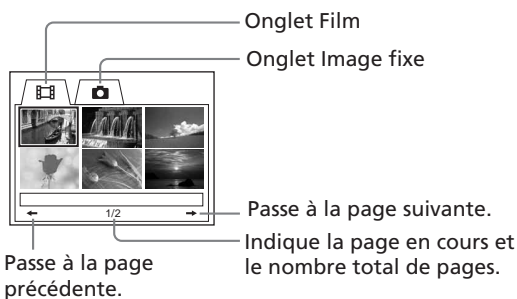 Onglet Film
Onglet Image fixe
1/2
Passe à la page suivante.
Indique la page en cours et
le nombre total de pages.
Passe à la page
précédente.